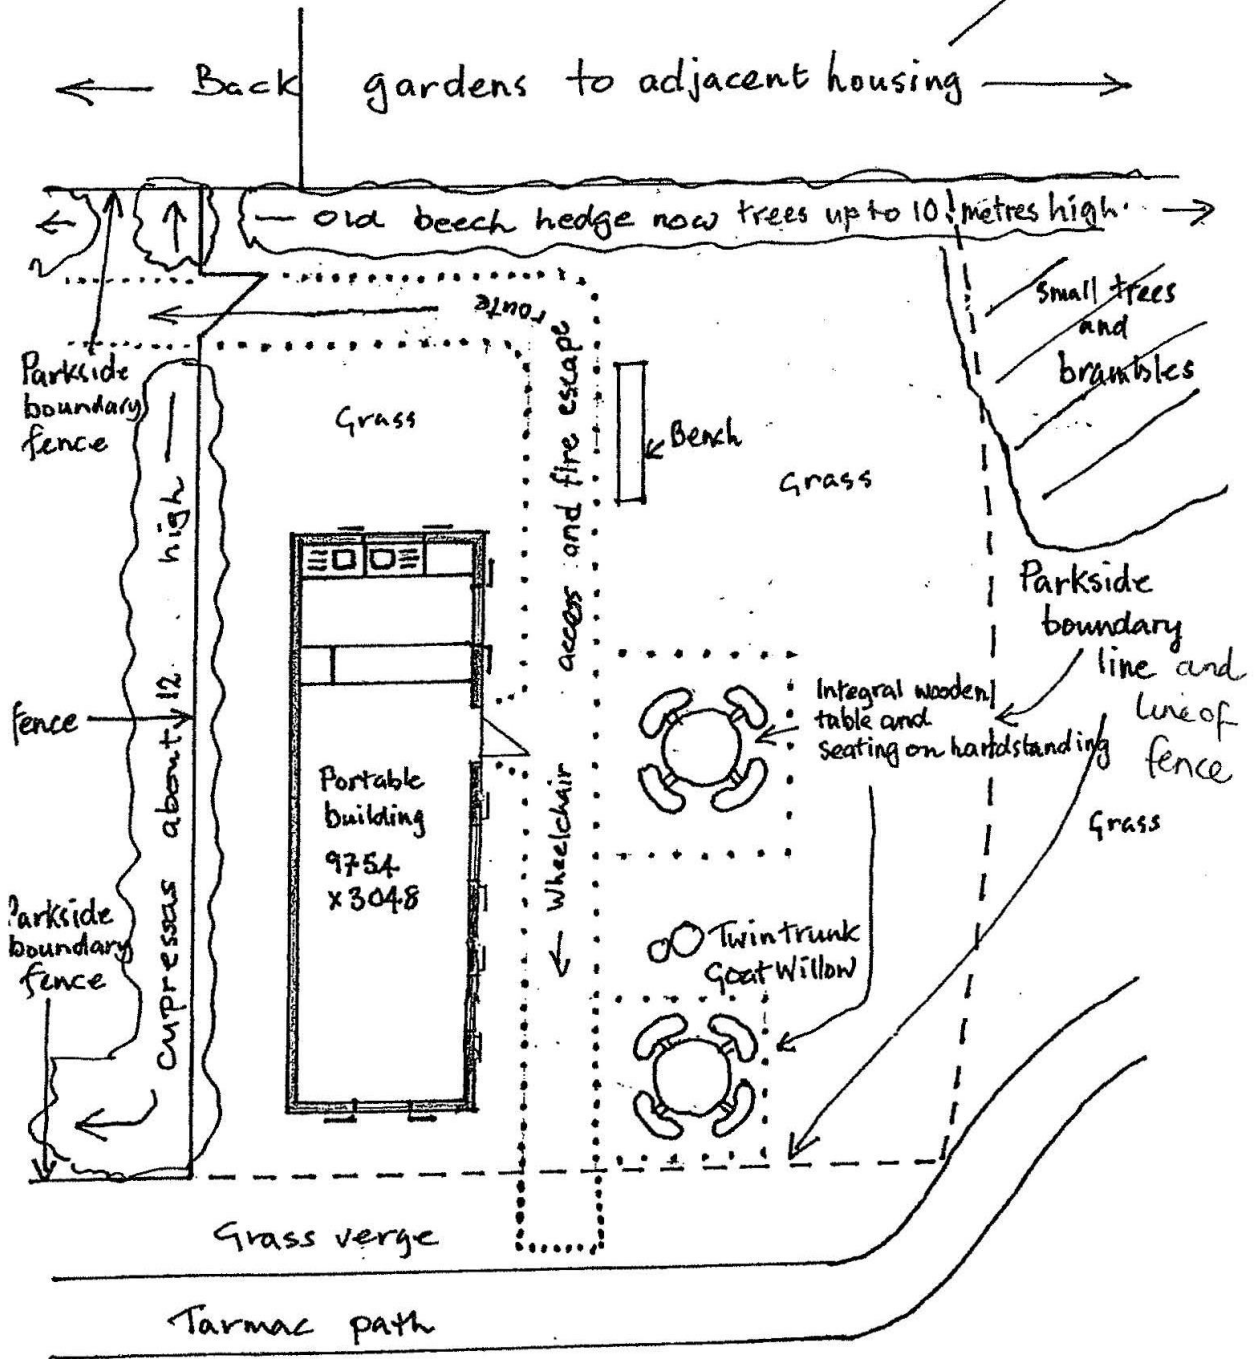 Back gardens to adjacent housing
old beech hedge now trees up to 10 metres high.
small trees
and
brambles
route
Parkside
boundary
fence
Grass
Bench
Grass
access and fire escape
high
Parkside
boundary
line and
line of
fence
Integral wooden
table and
seating on hardstanding
fence
cupressas about 12
Portable
building
9754
x 3048
Wheelchair
Grass
Parkside
boundary
fence
Twin trunk
Goat Willow
Grass verge
Tarmac path